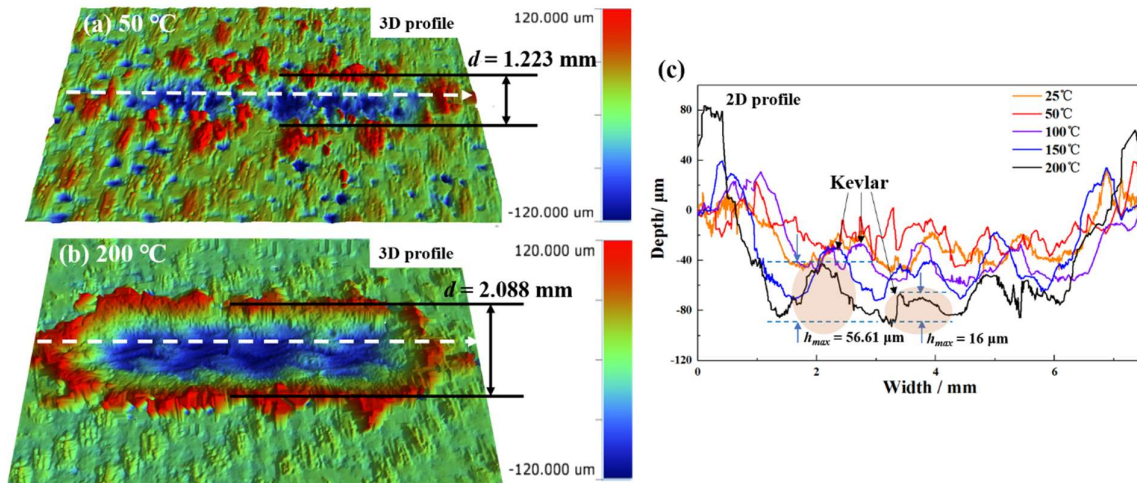 (a) 50 ℃
3D profile
120.000 um
d = 1.223 mm
-120.000 um
(b) 200 ℃
3D profile
120.000 um
d = 2.088 mm
-120.000 um
(c)
2D profile
25℃
50℃
100℃
150℃
200℃
Kevlar
hmax = 56.61 μm
hmax = 16 μm
80
40
0
-40
-80
-120
Depth/ μm
0
2
4
6
Width / mm